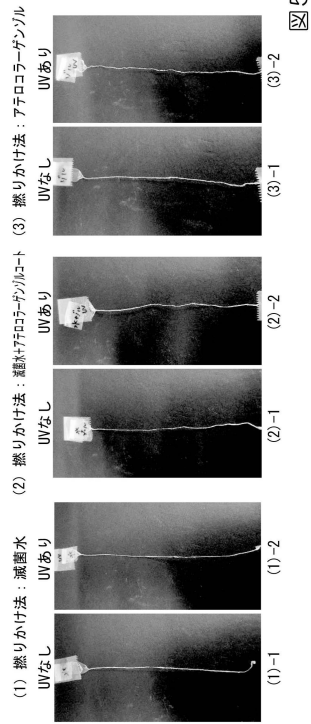 (1) 撚りかけ法：滅菌水
UVなし
UVあり
(1)-1
(1)-2
(2) 撚りかけ法：滅菌水+アテロコラーゲンゾルコート
UVなし
UVあり
(2)-1
(2)-2
(3) 撚りかけ法：アテロコラーゲンゾル
UVなし
UVあり
(3)-1
(3)-2
図5